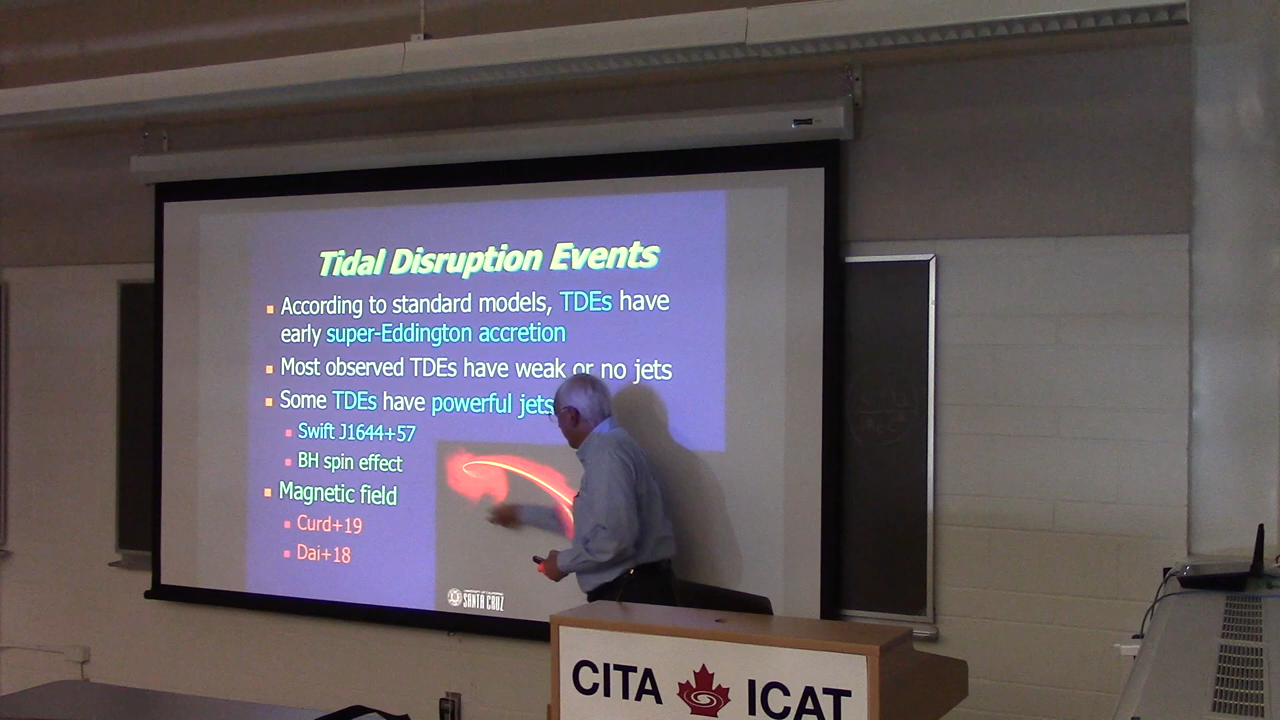 Tidal Disruption Events
According to standard models, TDEs have
early super-Eddington accretion
Most observed TDEs have weak or no jets
Some TDEs have powerful jets
Swift J1644+57
BH spin effect
Magnetic field
Curd+19
Dai+18
SANTA CRUZ
CITA ICAT